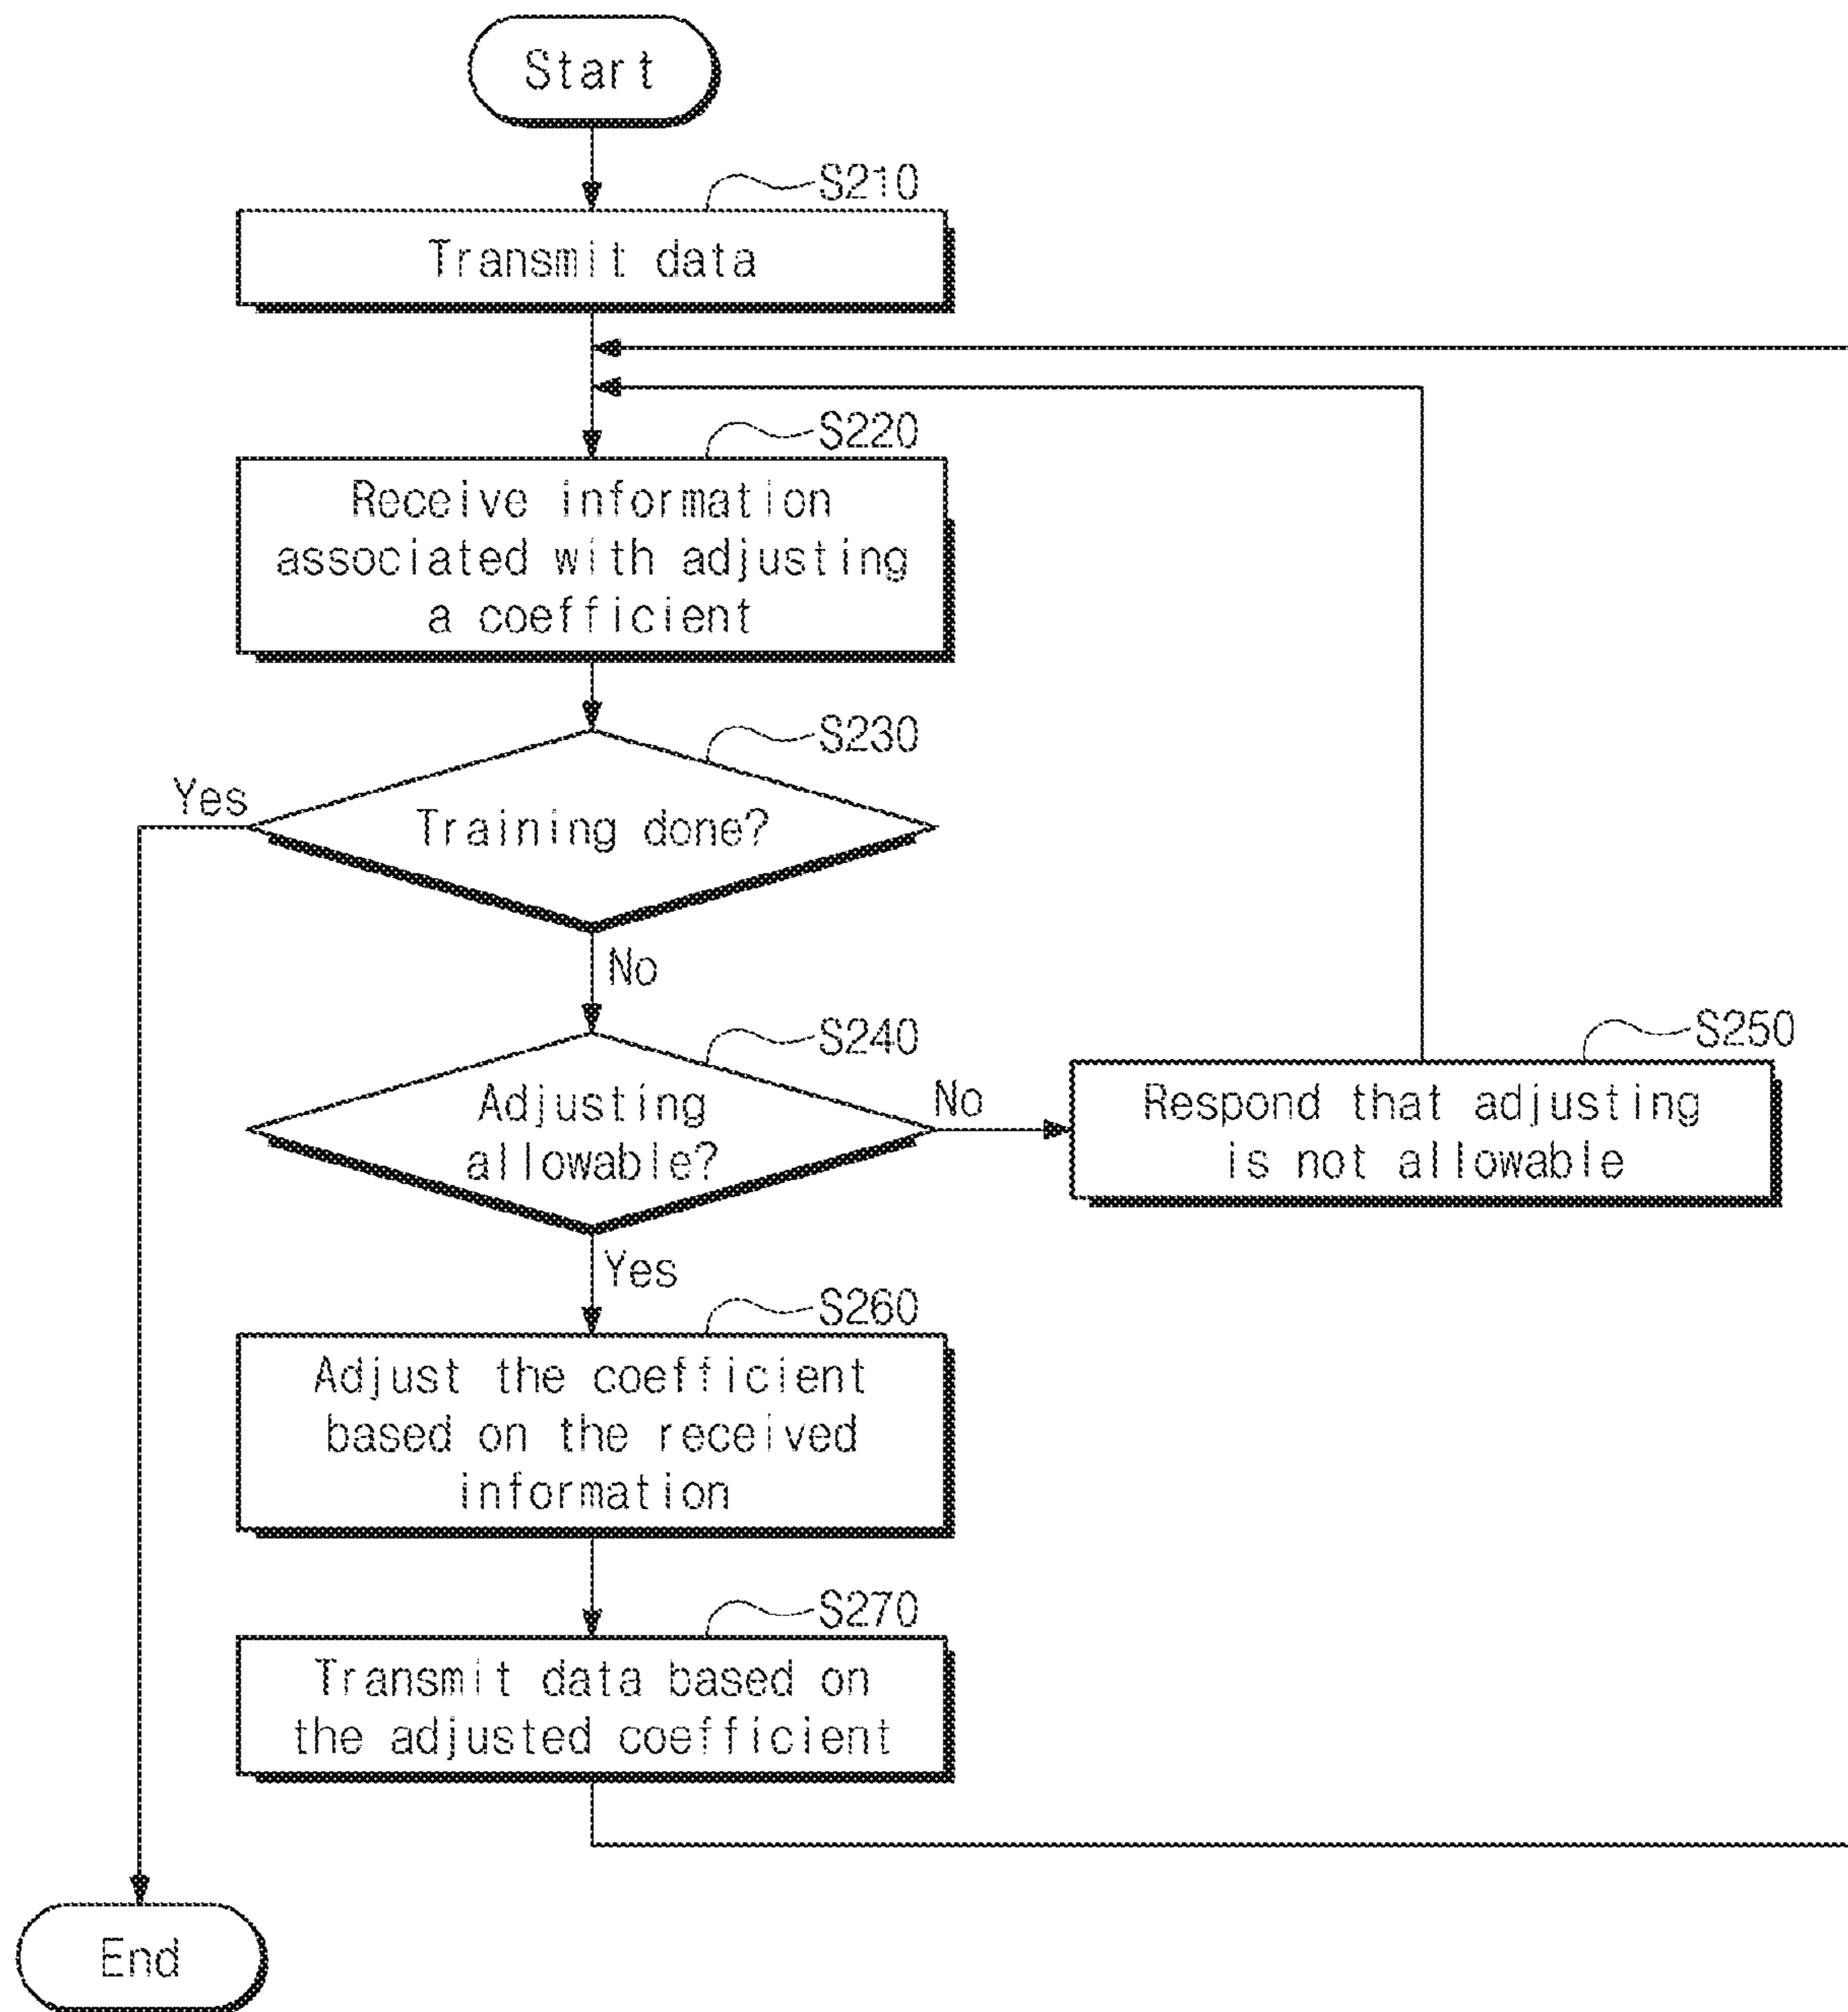 Start
S210
Transmit data
S220
Receive information
associated with adjusting
a coefficient
S230
Yes
Training done?
No
S240
Adjusting
allowable?
No
S250
Respond that adjusting
is not allowable
Yes
S260
Adjust the coefficient
based on the received
information
S270
Transmit data based on
the adjusted coefficient
End